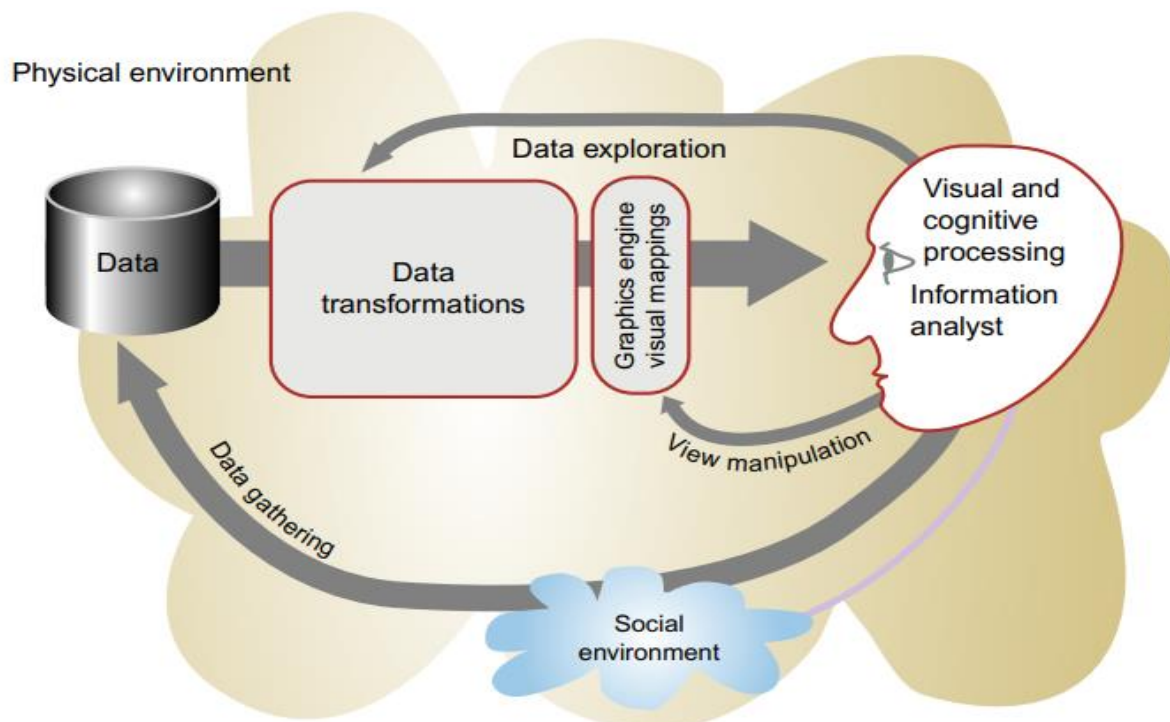 Physical environment
Data exploration
Data
Data
transformations
Graphics engine
visual mappings
Visual and
cognitive
processing
Information
analyst
View manipulation
Data gathering
Social
environment